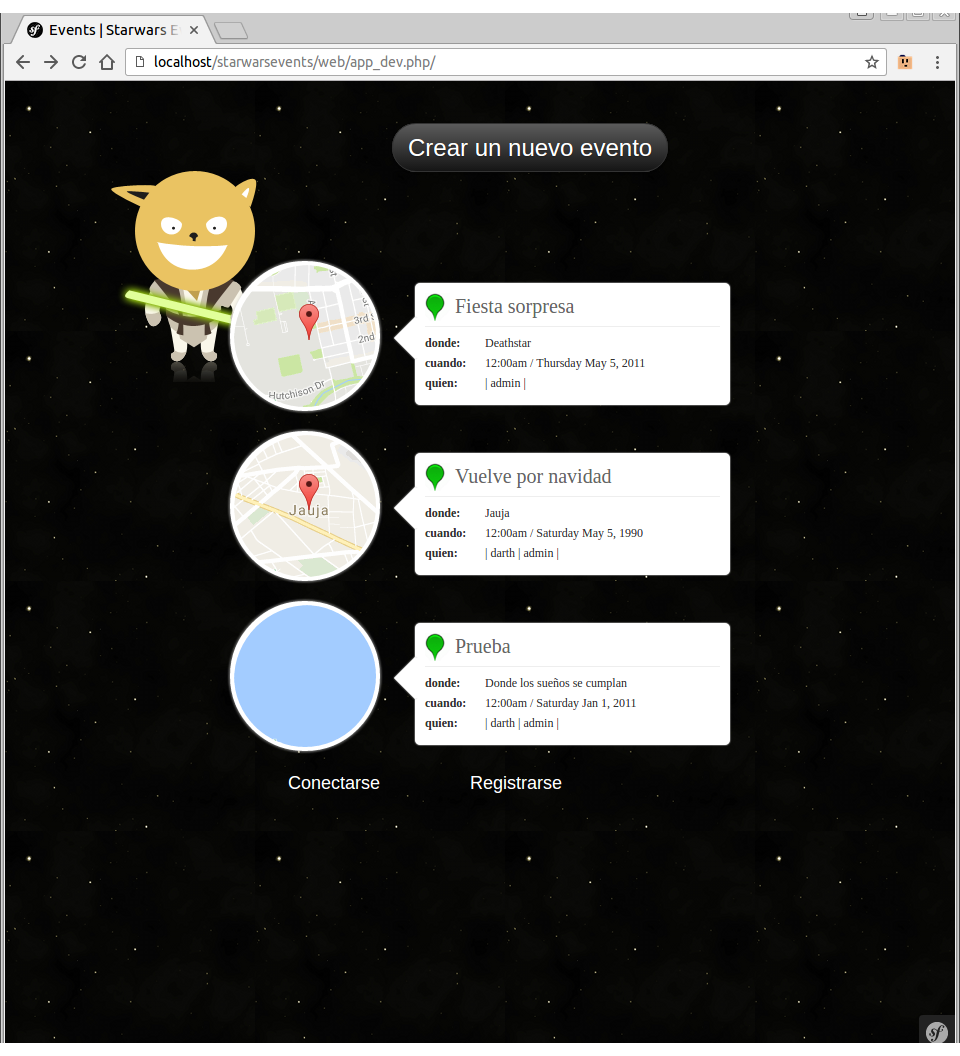 Events | Starwars E
localhost/starwarsevents/web/app_dev.php/
Crear un nuevo evento
3rd S
2nd
Hutchison Dr
Fiesta sorpresa
donde: Deathstar
cuando: 12:00am / Thursday May 5, 2011
quien: | admin |
Jauja
Vuelve por navidad
donde: Jauja
cuando: 12:00am / Saturday May 5, 1990
quien: | darth | admin |
Prueba
donde: Donde los sueños se cumplan
cuando: 12:00am / Saturday Jan 1, 2011
quien: | darth | admin |
Conectarse Registrarse
sf